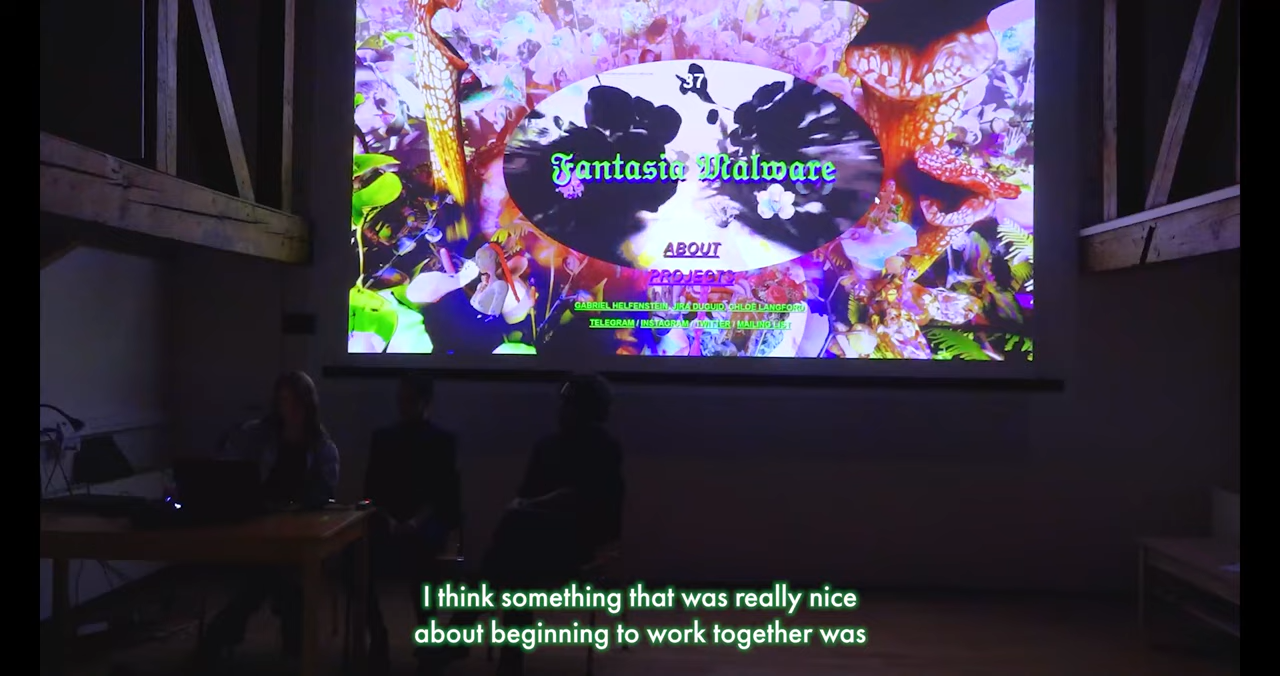 37
Fantasia Malware
ABOUT
PROJECTS
GABRIEL HELFENSTEIN, JIRA DUGUID, CHLOÉ LANGFORD
TELEGRAM / INSTAGRAM / TWITTER / MAILING LIST
I think something that was really nice
about beginning to work together was